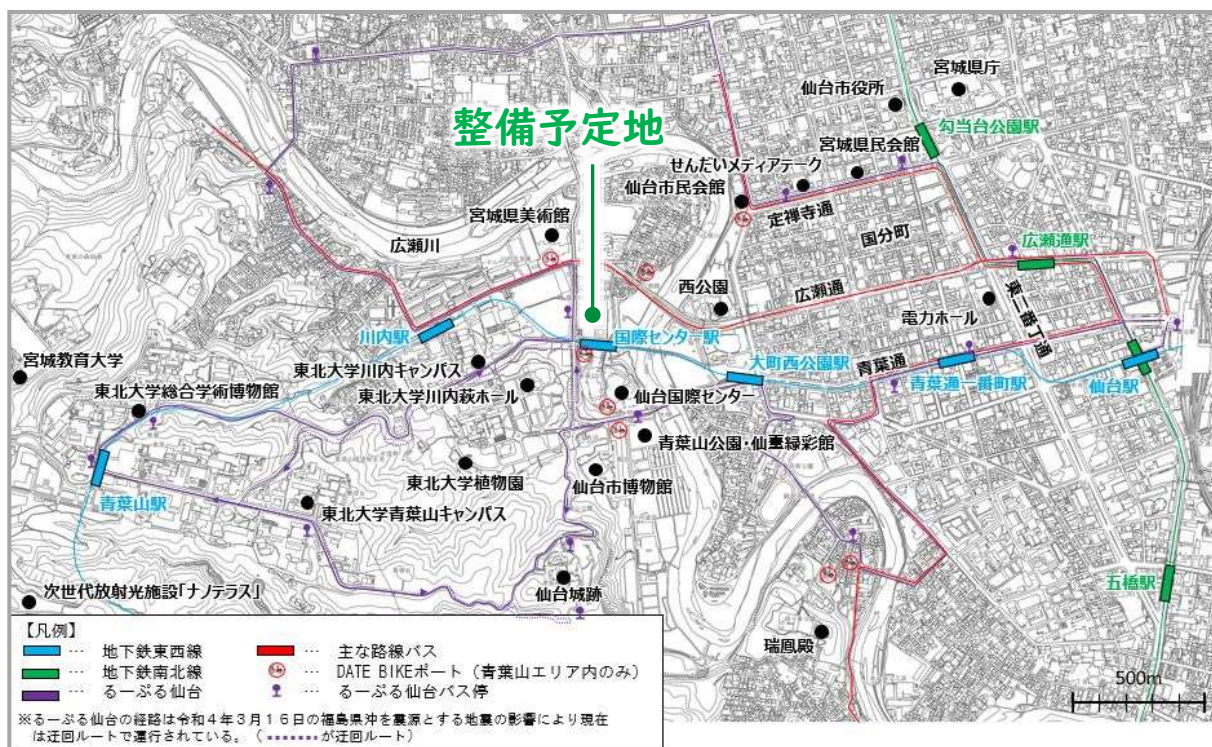 宮城県庁
仙台市役所
勾当台公園駅
整備予定地
宮城県民会館
せんだいメディアテーク
仙台市民会館
定禅寺通
宮城県美術館
国分町
広瀬川
広瀬通駅
西公園
広瀬通
東二番丁通
電力ホール
川内駅
国際センター駅
宮城教育大学
東北大学川内キャンパス
大町西公園駅
青葉通
青葉通一番町駅
仙台駅
東北大学総合学術博物館
東北大学川内萩ホール
仙台国際センター
青葉山公園・仙臺緑彩館
青葉山駅
東北大学植物園
仙台市博物館
東北大学青葉山キャンパス
次世代放射光施設「ナノテラス」
仙台城跡
五橋駅
瑞鳳殿
【凡例】
… 地下鉄東西線
… 主な路線バス
… 地下鉄南北線
… DATE BIKEポート（青葉山エリア内のみ）
… るーぷる仙台
… るーぷる仙台バス停
※るーぷる仙台の経路は令和４年３月１６日の福島県沖を震源とする地震の影響により現在
は迂回ルートで運行されている。（ が迂回ルート）
500m